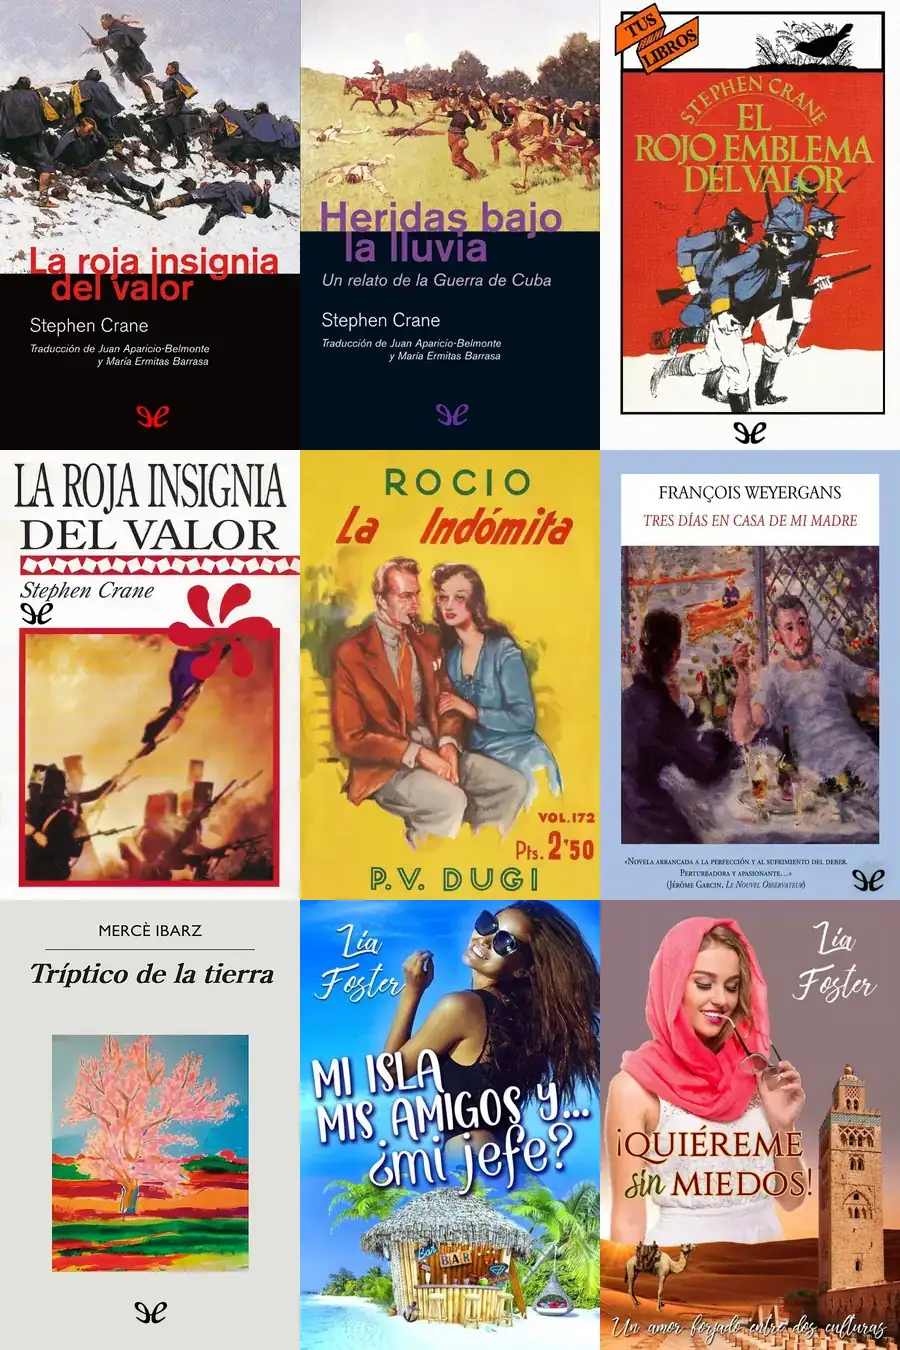 La roja insignia
del valor
Stephen Crane
Traducción de Juan Aparicio-Belmonte
y María Ermitas Barrasa
Heridas bajo
la lluvia
Un relato de la Guerra de Cuba
Stephen Crane
Traducción de Juan Aparicio-Belmonte
y María Ermitas Barrasa
TUS
LIBROS
STEPHEN CRANE
EL
ROJO EMBLEMA
DEL VALOR
LA ROJA INSIGNIA
DEL VALOR
Stephen Crane
ROCIO
La Indómita
VOL.172
Pts. 2'50
P.V. DUGI
FRANÇOIS WEYERGANS
TRES DÍAS EN CASA DE MI MADRE
«NOVELA ARRANCADA A LA PERFECCIÓN Y AL SUFRIMIENTO DEL DEBER.
PERTURBADORA Y APASIONANTE...»
(JÉRÔME GARCIN, LE NOUVEL OBSERVATEUR)
MERCÈ IBARZ
Tríptico de la tierra
Lía
Foster
MI ISLA
MIS AMIGOS Y...
¿mi jefe?
Bar
BAR
Lía
Foster
¡QUIÉREME
sin MIEDOS!
Un amor forjado entre dos culturas